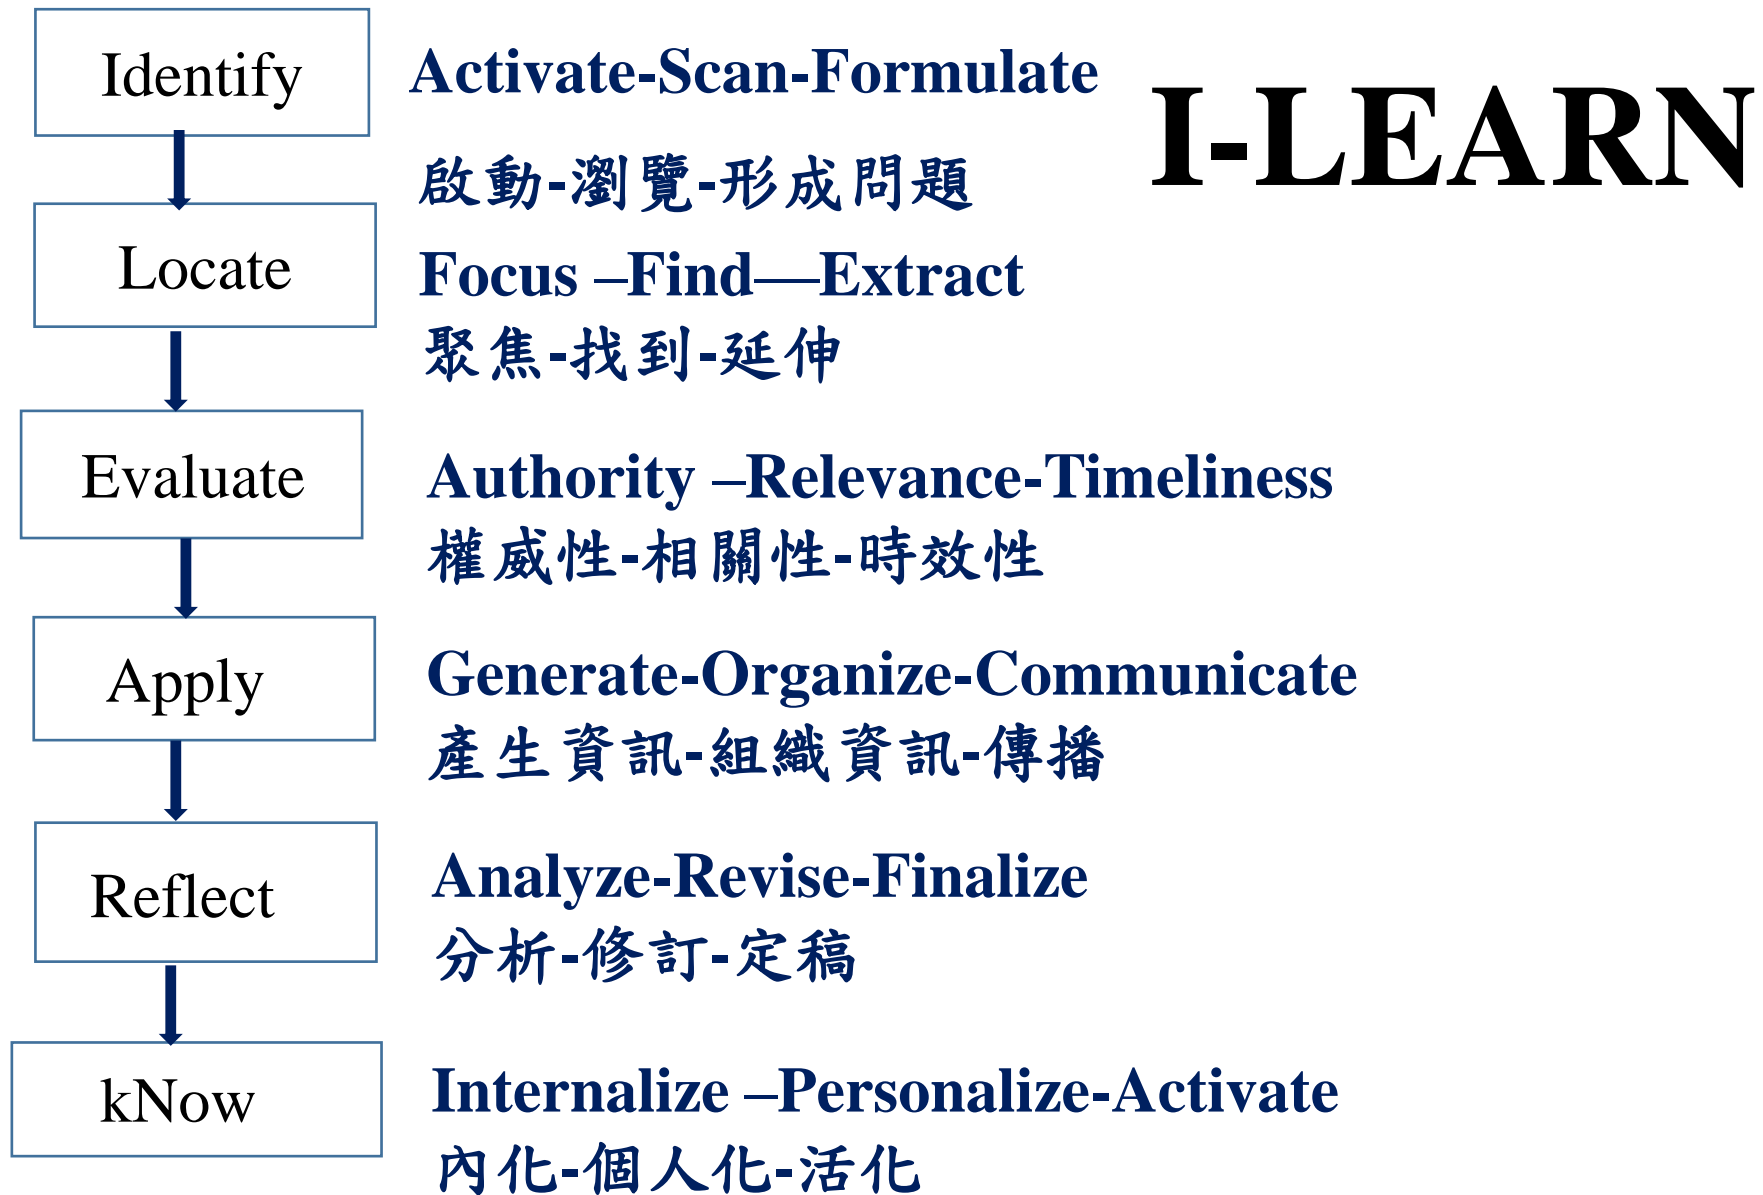 I-LEARN
Identify
Activate-Scan-Formulate
啟動-瀏覽-形成問題
Locate
Focus –Find—Extract
聚焦-找到-延伸
Evaluate
Authority –Relevance-Timeliness
權威性-相關性-時效性
Apply
Generate-Organize-Communicate
產生資訊-組織資訊-傳播
Reflect
Analyze-Revise-Finalize
分析-修訂-定稿
kNow
Internalize –Personalize-Activate
內化-個人化-活化